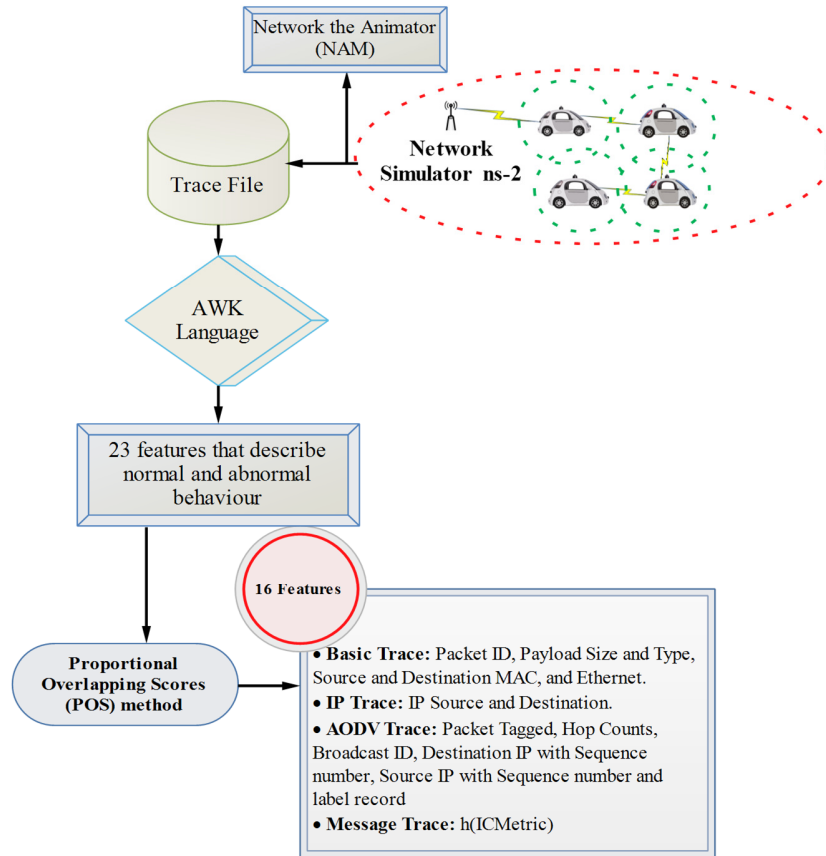 Network the Animator
(NAM)
Network
Simulator ns-2
Trace File
AWK
Language
23 features that describe
normal and abnormal
behaviour
16 Features
Proportional
Overlapping Scores
(POS) method
• Basic Trace: Packet ID, Payload Size and Type,
Source and Destination MAC, and Ethernet.
• IP Trace: IP Source and Destination.
• AODV Trace: Packet Tagged, Hop Counts,
Broadcast ID, Destination IP with Sequence
number, Source IP with Sequence number and
label record
• Message Trace: h(ICMetric)